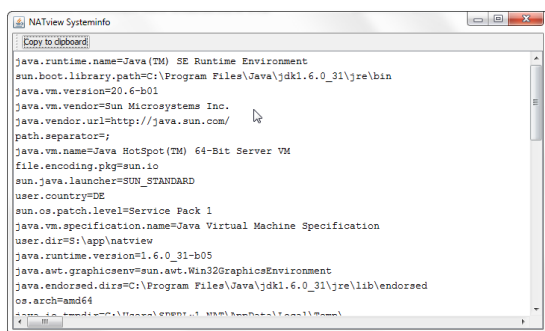 NATview Systeminfo
Copy to clipboard
java.runtime.name=Java(TM) SE Runtime Environment
sun.boot.library.path=C:\Program Files\Java\jdk1.6.0_31\jre\bin
java.vm.version=20.6-b01
java.vm.vendor=Sun Microsystems Inc.
java.vendor.url=http://java.sun.com/
path.separator=;
java.vm.name=Java HotSpot(TM) 64-Bit Server VM
file.encoding.pkg=sun.io
sun.java.launcher=SUN_STANDARD
user.country=DE
sun.os.patch.level=Service Pack 1
java.vm.specification.name=Java Virtual Machine Specification
user.dir=S:\app\natview
java.runtime.version=1.6.0_31-b05
java.awt.graphicsenv=sun.awt.Win32GraphicsEnvironment
java.endorsed.dirs=C:\Program Files\Java\jdk1.6.0_31\jre\lib\endorsed
os.arch=amd64